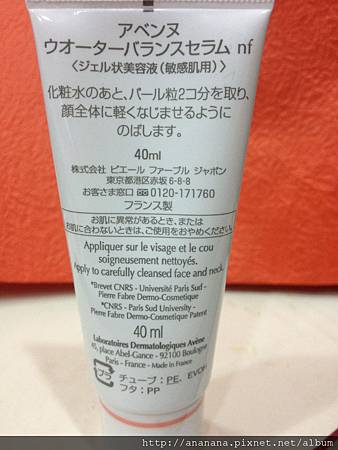 アベンヌ
ウオーターバランスセラム nf
〈ジェル状美容液（敏感肌用）〉
化粧水のあと、パール粒2コ分を取り、
顔全体に軽くなじませるように
のばします。
40ml
株式会社 ピエール ファーブル ジャポン
東京都港区赤坂6-8-8
お客さま窓口 0120-171760
フランス製
お肌に異常があるとき、または
お肌に合わないときは、ご使用をおやめください。
Appliquer sur le visage et le cou
soigneusement nettoyés.
Apply to carefully cleansed face and neck.
*Brevet CNRS - Université Paris Sud -
Pierre Fabre Dermo-Cosmetique
*CNRS - Paris Sud University -
Pierre Fabre Dermo-Cosmetique Patent
40 ml
Laboratoires Dermatologiques Avène
45, place Abel-Gance - 92100 Boulogne
Paris - France - Made in France
プラ
チューブ：PE、EVOH
フタ：PP
http://ananana.pixnet.net/album